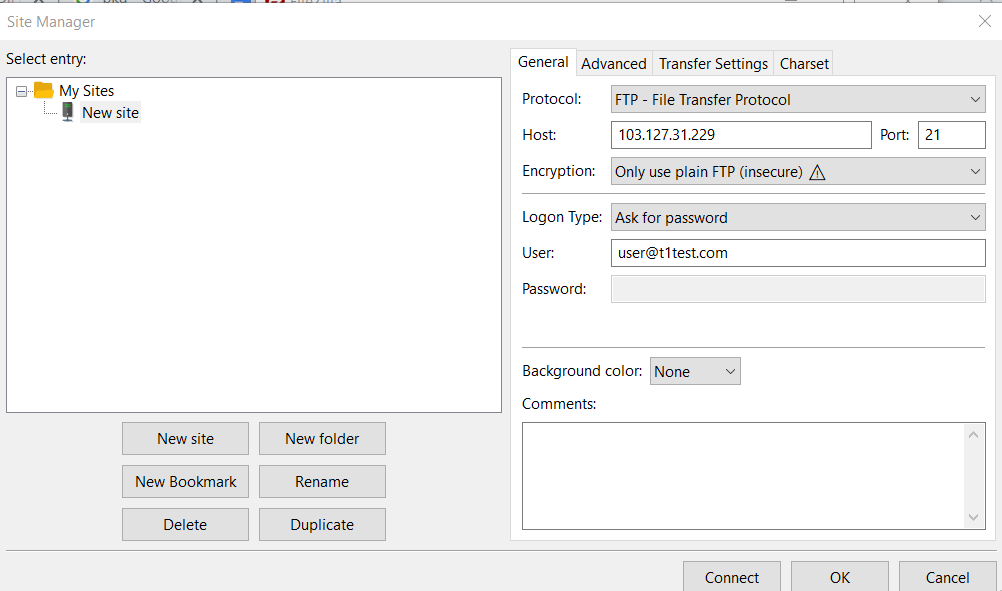 Site Manager
Select entry:
My Sites
New site
New site
New folder
New Bookmark
Rename
Delete
Duplicate
General
Advanced
Transfer Settings
Charset
Protocol:
FTP - File Transfer Protocol
Host:
103.127.31.229
Port:
21
Encryption:
Only use plain FTP (insecure)
Logon Type:
Ask for password
User:
user@t1test.com
Password:
Background color:
None
Comments:
Connect
OK
Cancel